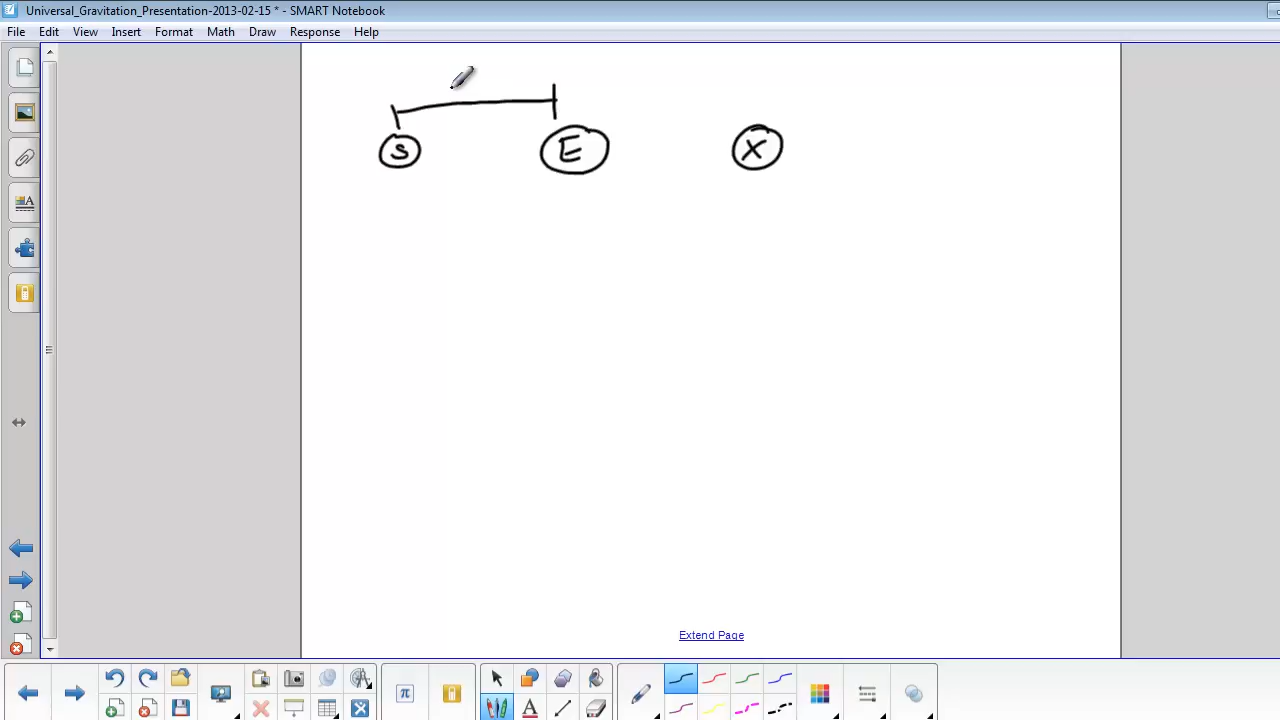 Universal_Gravitation_Presentation-2013-02-15 * - SMART Notebook
File Edit View Insert Format Math Draw Response Help
S E X
Extend Page
π A